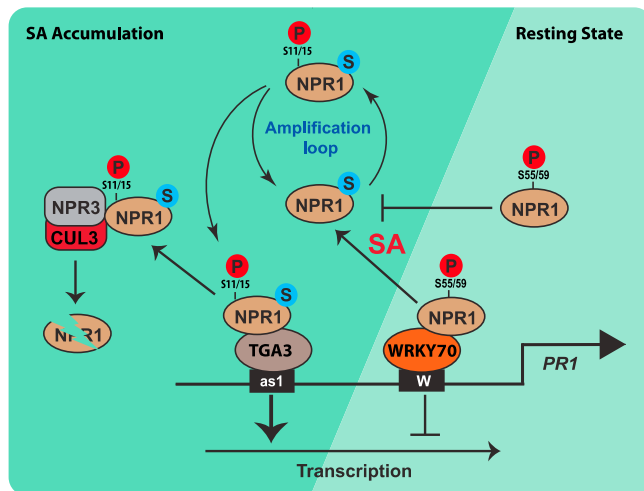 SA Accumulation
Resting State
P
S11/15
S
NPR1
Amplification
loop
S
NPR1
P
S55/59
NPR1
P
S11/15
S
NPR3
NPR1
CUL3
NPR1
SA
P
S11/15
S
NPR1
TGA3
as1
P
S55/59
NPR1
WRKY70
W
PR1
Transcription